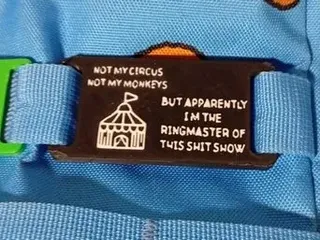 NOT MY CIRCUS
NOT MY MONKEYS
BUT APPARENTLY
I M THE
RINGMASTER OF
THIS SHIT SHOW